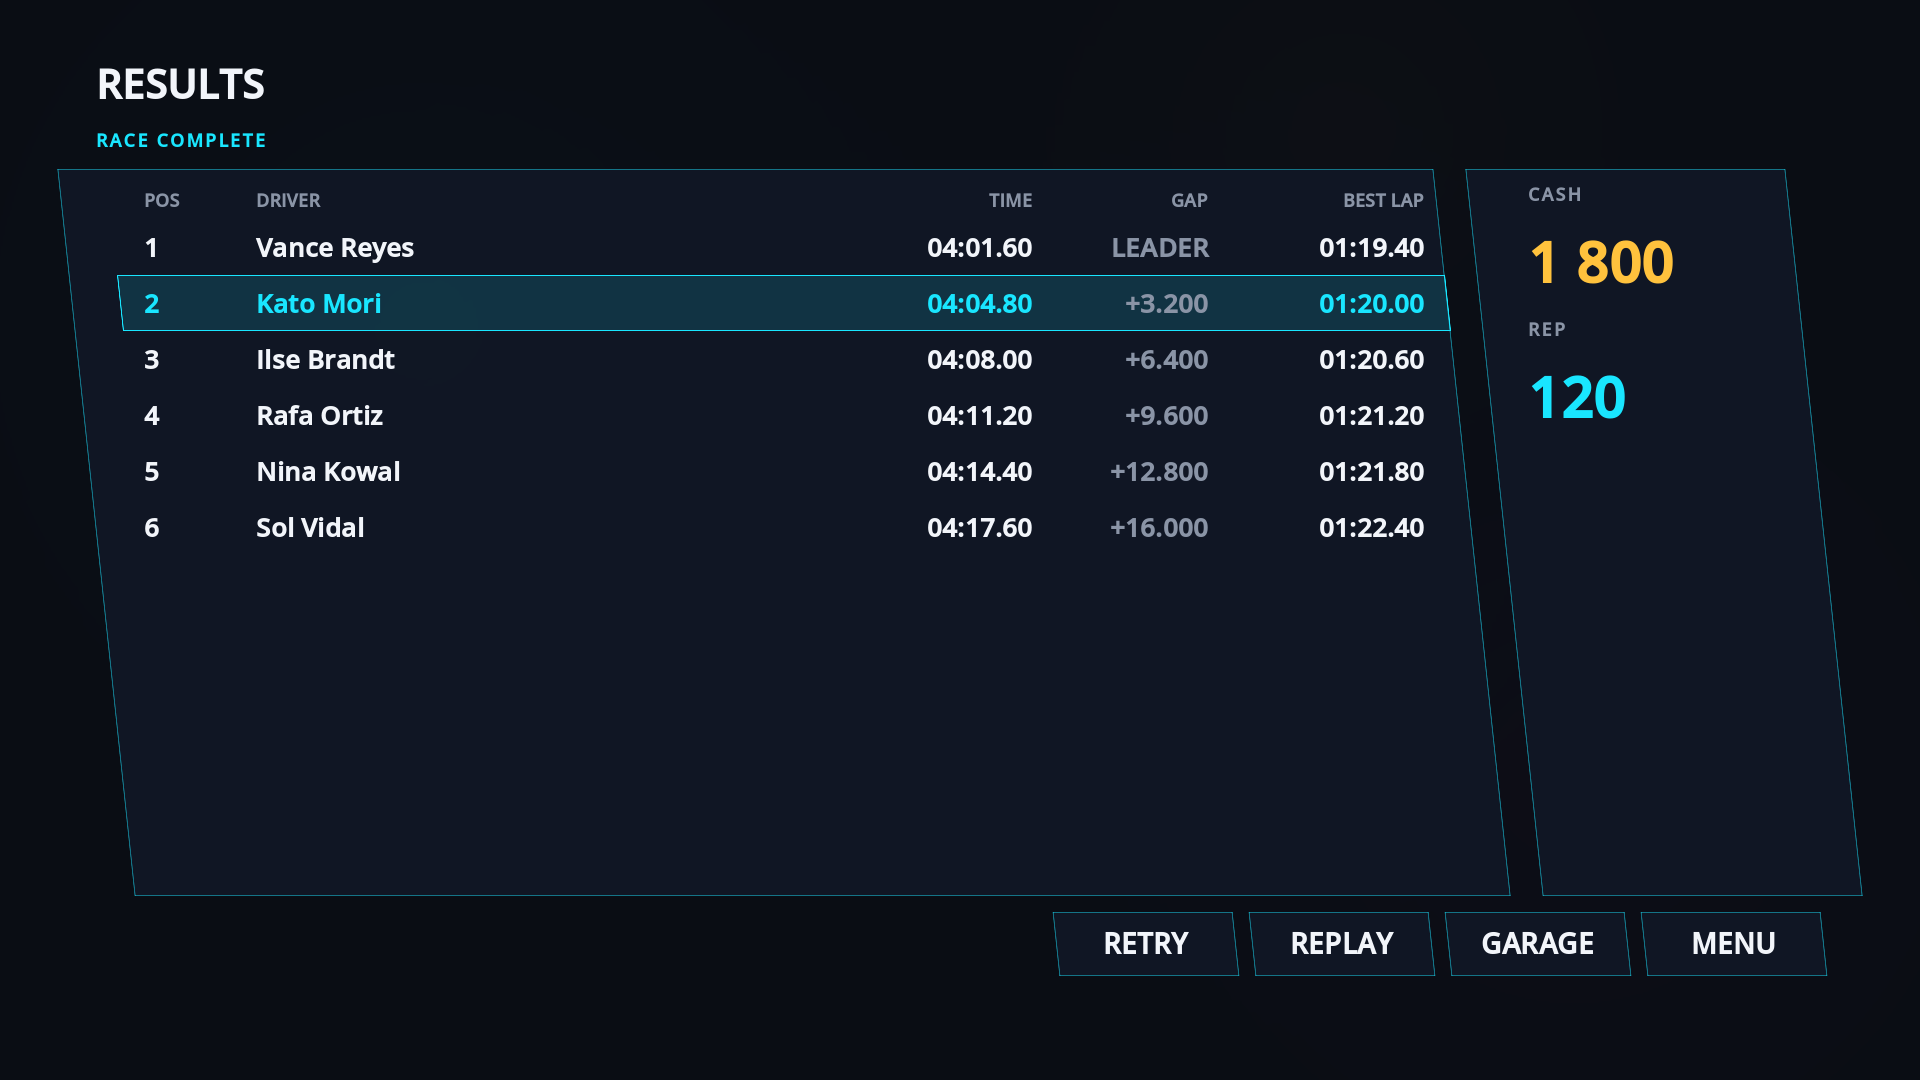 RESULTS
RACE COMPLETE
POS DRIVER TIME GAP BEST LAP
1 Vance Reyes 04:01.60 LEADER 01:19.40
2 Kato Mori 04:04.80 +3.200 01:20.00
3 Ilse Brandt 04:08.00 +6.400 01:20.60
4 Rafa Ortiz 04:11.20 +9.600 01:21.20
5 Nina Kowal 04:14.40 +12.800 01:21.80
6 Sol Vidal 04:17.60 +16.000 01:22.40
CASH
1 800
REP
120
RETRY REPLAY GARAGE MENU